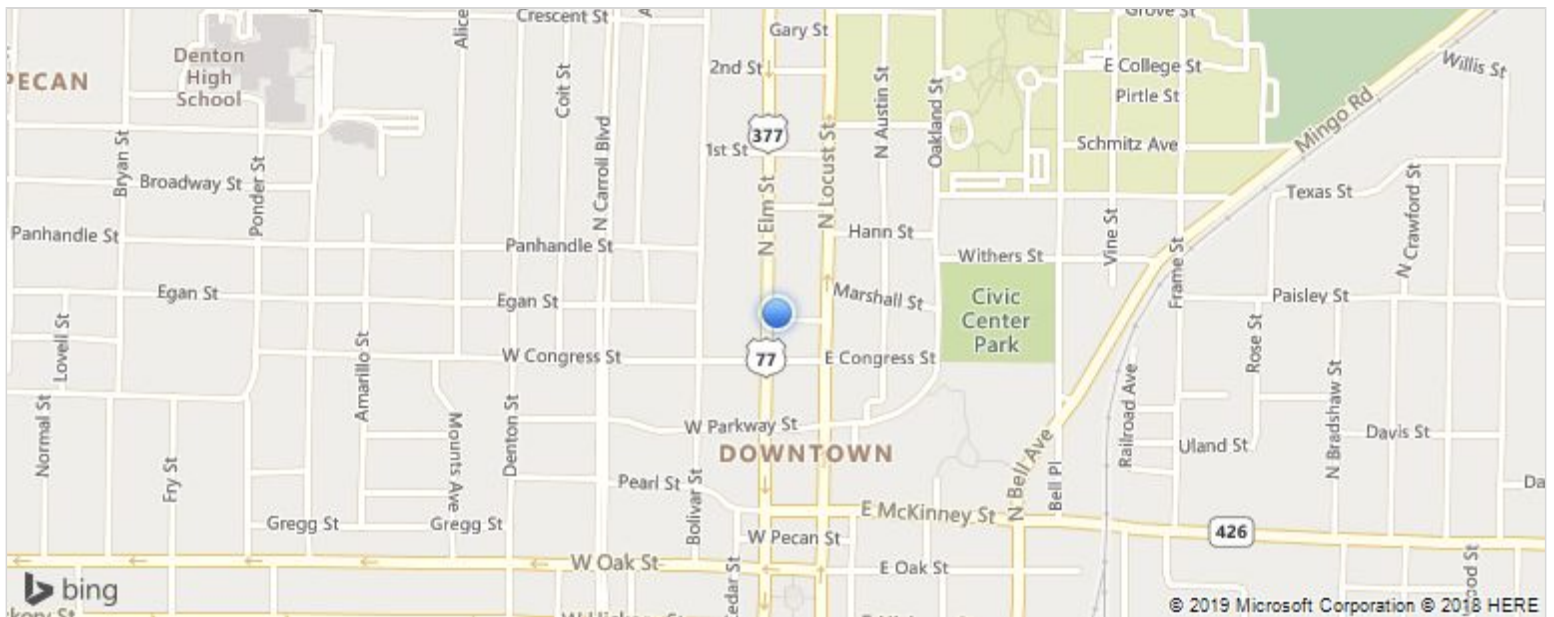 Crescent St
Alice
Gary St
Grove St
Denton
High
School
PECAN
2nd St
Coit St
N Carroll Blvd
377
N Austin St
Oakland St
E College St
Pirtle St
Willis St
Mingo Rd
Schmitz Ave
1st St
N Locust St
Bryan St
Broadway St
Ponder St
N Elm St
Texas St
N Crawford St
Panhandle St
Panhandle St
Hann St
Vine St
Frame St
Withers St
Egan St
Egan St
Marshall St
Civic
Center
Park
Paisley St
Lovell St
Amarillo St
W Congress St
77
E Congress St
Rose St
Railroad Ave
N Bradshaw St
Normal St
Fry St
Mounts Ave
Denton St
W Parkway St
DOWNTOWN
N Bell Ave
Bell Pl
Uland St
Davis St
Pearl St
Bolivar St
Gregg St
Gregg St
E McKinney St
426
W Pecan St
W Oak St
E Oak St
bing
© 2019 Microsoft Corporation © 2018 HERE